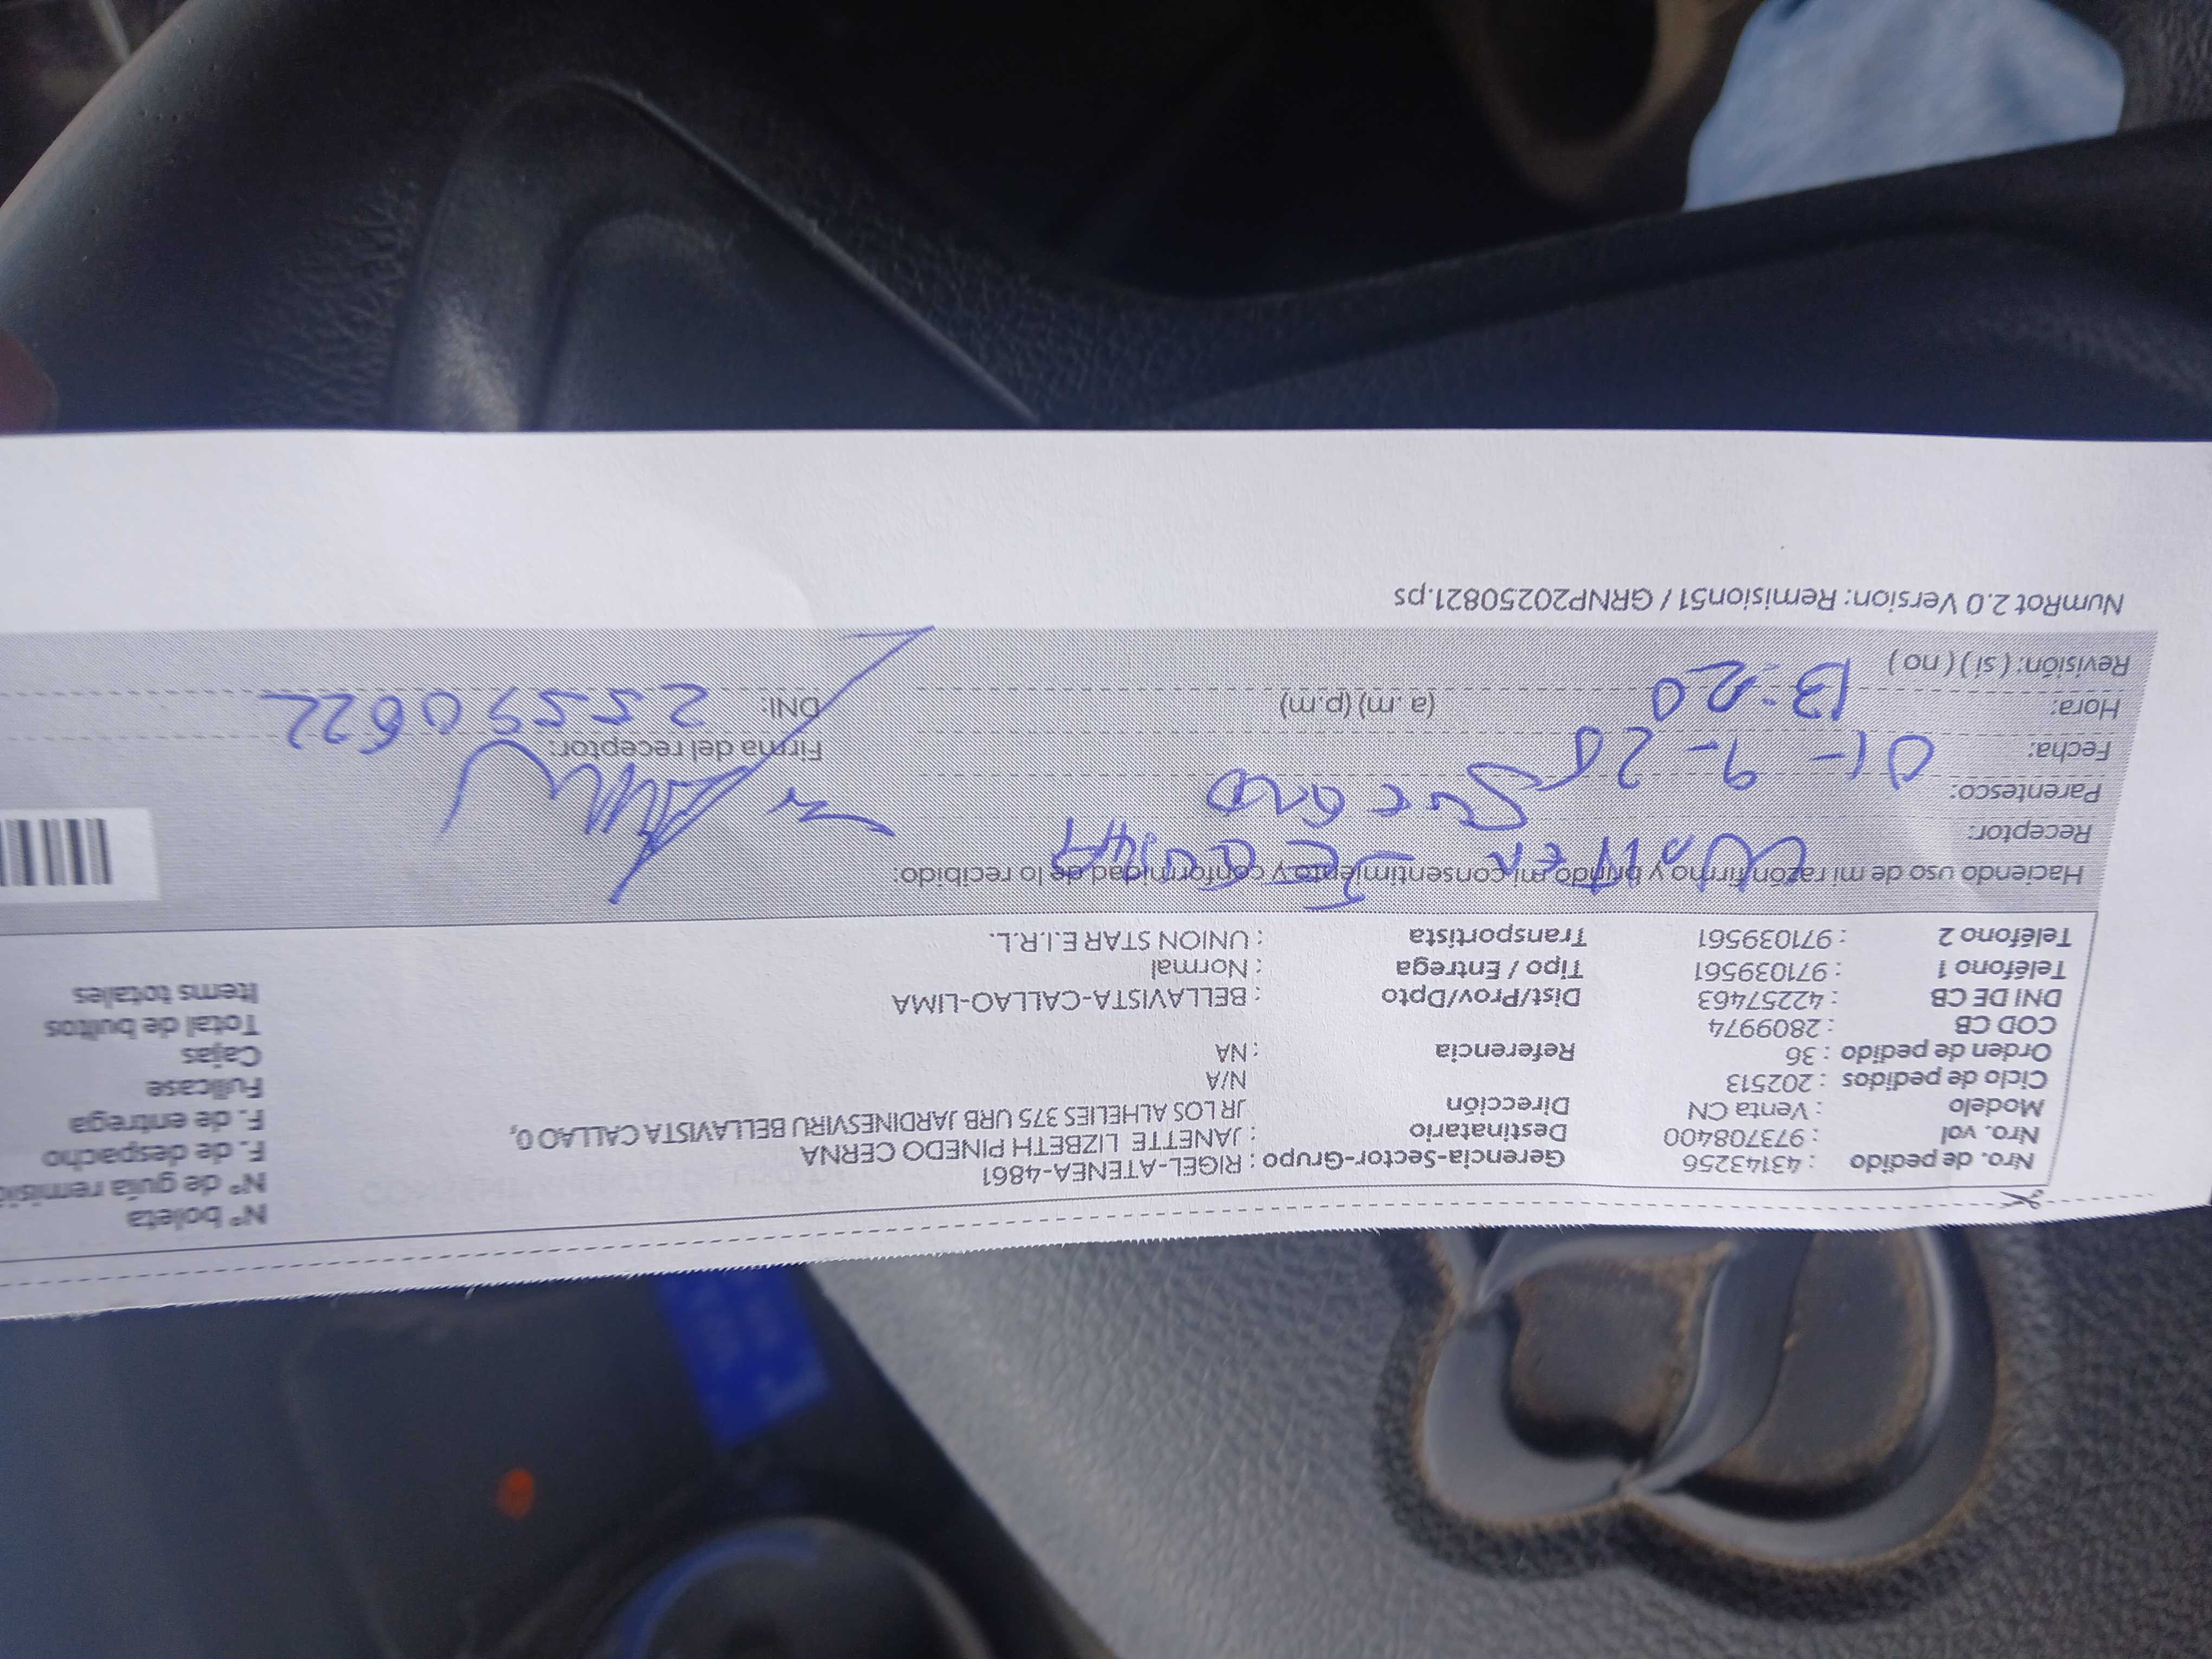 Nº boleta
Nro. de pedido : 43143256 Gerencia-Sector-Grupo : RIGEL-ATENEA-4861 Nº de guía
Nro. vol : 973708400 Destinatario : JANETTE LIZBETH PINEDO CERNA F. de despacho
Modelo : Venta CN Dirección JR LOS ALHELIES 375 URB JARDINESVIRU BELLAVISTA CALLAO 0, F. de entrega
Ciclo de pedidos : 202513 N/A Fullcase
Orden de pedido : 36 Referencia : NA Cajas
COD CB : 2809974 Total de bultos
DNI DE CB : 42257463 Dist/Prov/Dpto : BELLAVISTA-CALLAO-LIMA Items totales
Teléfono 1 : 971039561 Tipo / Entrega : Normal
Teléfono 2 : 971039561 Transportista : UNION STAR E.I.R.L.
Haciendo uso de mi razón firmo y brindo mi consentimiento y conformidad de lo recibido:
Receptor: WALTER
Parentesco:
Fecha: 01-9-25 Firma del receptor:
Hora: 13:20 (a. m) (p.m) DNI: 25590622
Revisión: ( si ) ( no )
NumRot 2.0 Version: Remision51 / GRNP20250821.ps